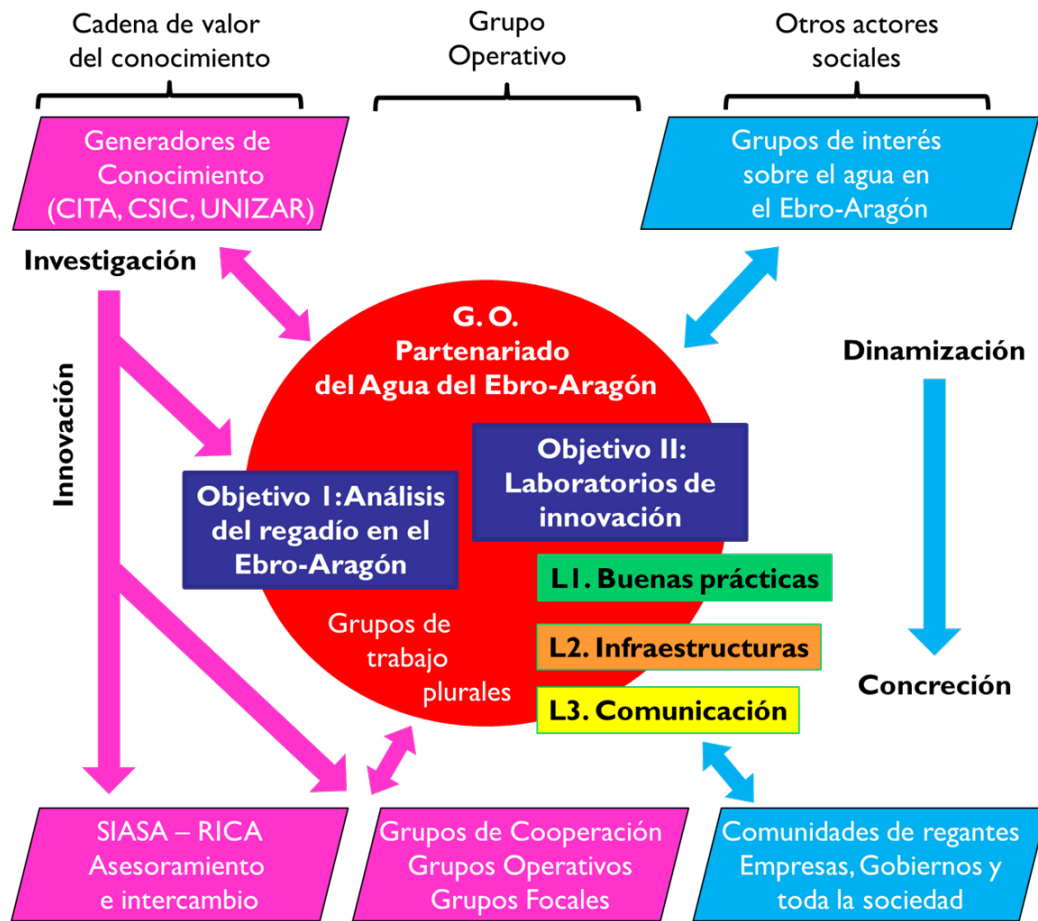 Cadena de valor
del conocimiento
Grupo
Operativo
Otros actores
sociales
Generadores de
Conocimiento
(CITA, CSIC, UNIZAR)
Grupos de interés
sobre el agua en
el Ebro-Aragón
Investigación
Innovación
G. O.
Partenariado
del Agua del Ebro-Aragón
Dinamización
Objetivo I: Análisis
del regadío en el
Ebro-Aragón
Objetivo II:
Laboratorios de
innovación
L1. Buenas prácticas
L2. Infraestructuras
L3. Comunicación
Grupos de
trabajo
plurales
Concreción
SIASA – RICA
Asesoramiento
e intercambio
Grupos de Cooperación
Grupos Operativos
Grupos Focales
Comunidades de regantes
Empresas, Gobiernos y
toda la sociedad